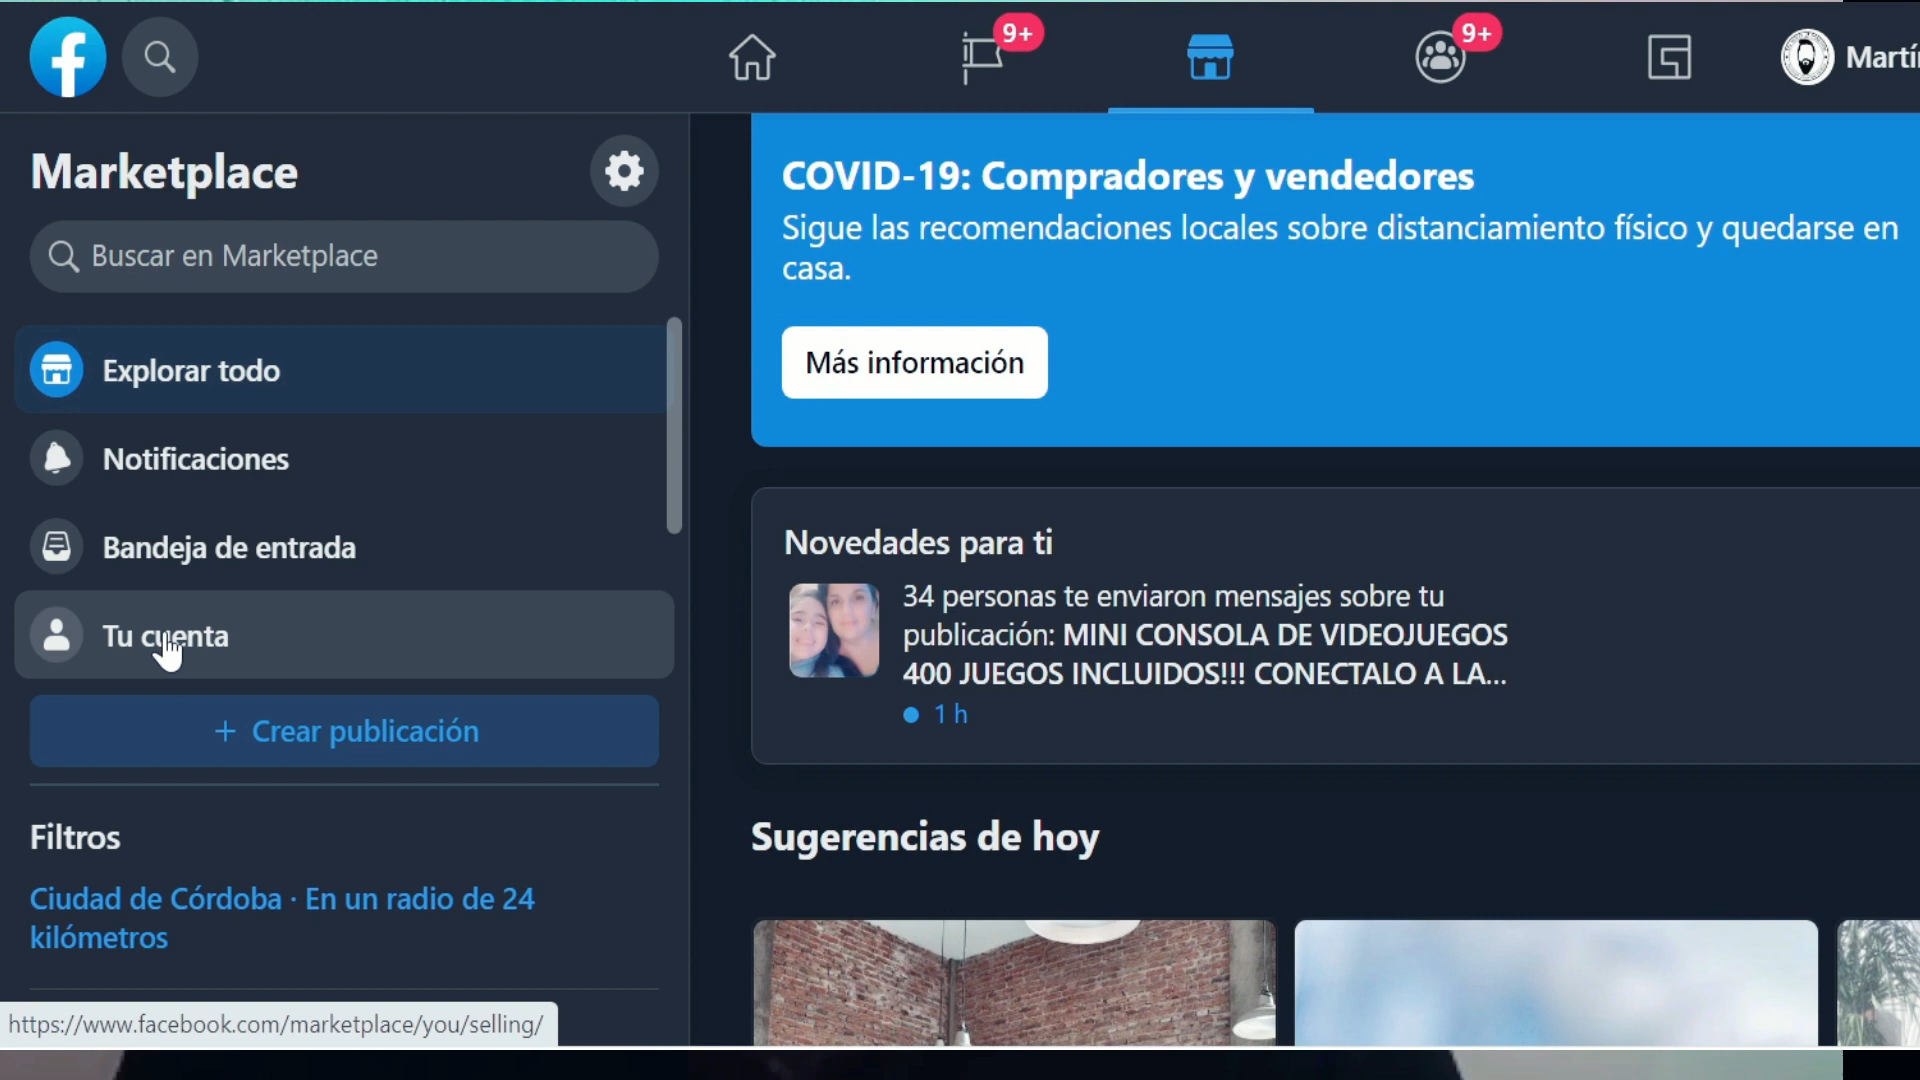 9+
9+
Martí
Marketplace
Buscar en Marketplace
Explorar todo
Notificaciones
Bandeja de entrada
Tu cuenta
+ Crear publicación
Filtros
Ciudad de Córdoba · En un radio de 24
kilómetros
https://www.facebook.com/marketplace/you/selling/
COVID-19: Compradores y vendedores
Sigue las recomendaciones locales sobre distanciamiento físico y quedarse en
casa.
Más información
Novedades para ti
34 personas te enviaron mensajes sobre tu
publicación: MINI CONSOLA DE VIDEOJUEGOS
400 JUEGOS INCLUIDOS!!! CONECTALO A LA...
1 h
Sugerencias de hoy